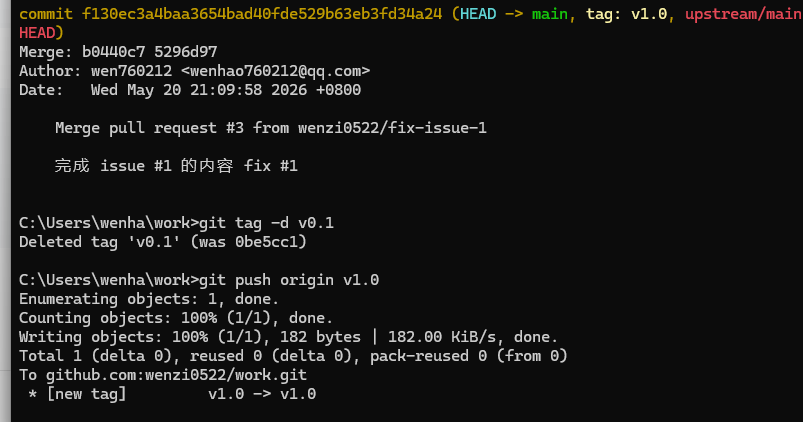 commit f130ec3a4baa3654bad40fde529b63eb3fd34a24 (HEAD -> main, tag: v1.0, upstream/main
HEAD)
Merge: b0440c7 5296d97
Author: wen760212 <wenhao760212@qq.com>
Date:   Wed May 20 21:09:58 2026 +0800
    Merge pull request #3 from wenzi0522/fix-issue-1
    完成 issue #1 的内容 fix #1
C:\Users\wenha\work>git tag -d v0.1
Deleted tag 'v0.1' (was 0be5cc1)
C:\Users\wenha\work>git push origin v1.0
Enumerating objects: 1, done.
Counting objects: 100% (1/1), done.
Writing objects: 100% (1/1), 182 bytes | 182.00 KiB/s, done.
Total 1 (delta 0), reused 0 (delta 0), pack-reused 0 (from 0)
To github.com:wenzi0522/work.git
 * [new tag]         v1.0 -> v1.0